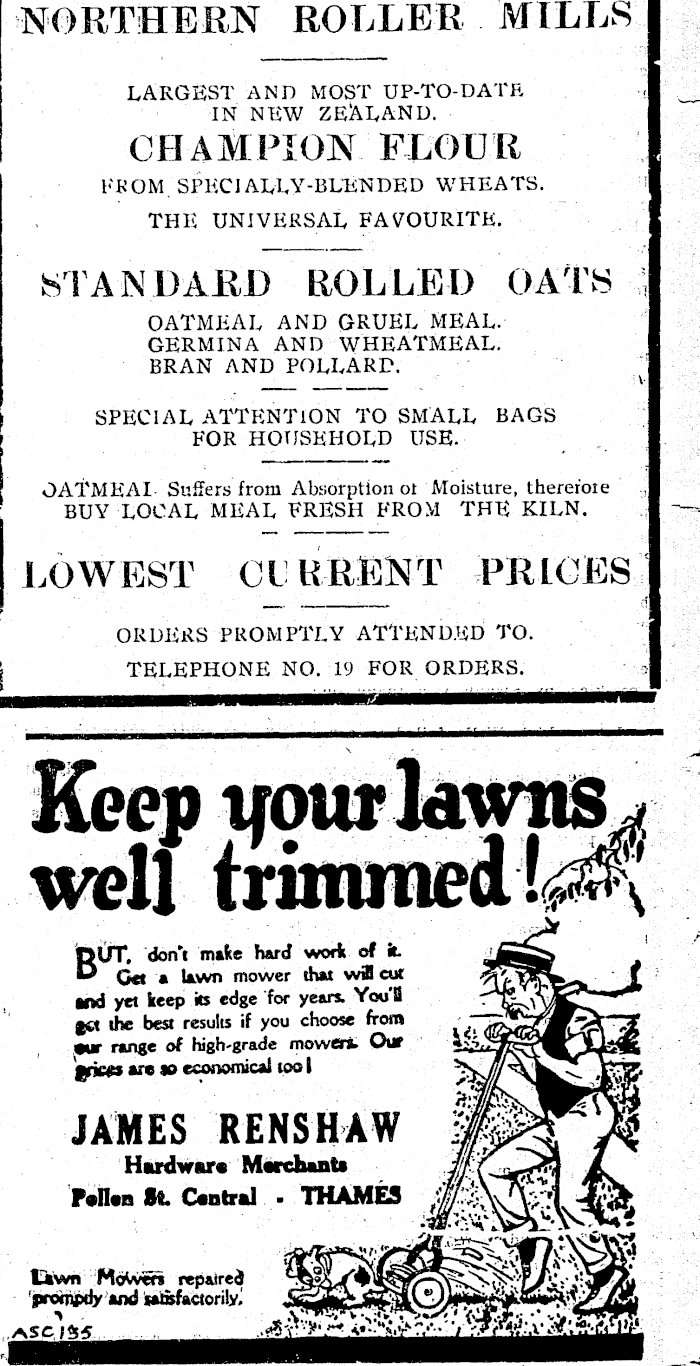 NORTHERN ROLLER MILLS
LARGEST AND MOST UP-TO-DATE
IN NEW ZEALAND.
CHAMPION FLOUR
FROM SPECIALLY-BLENDED WHEATS.
THE UNIVERSAL FAVOURITE.
STANDARD ROLLED OATS
OATMEAL AND GRUEL MEAL.
GERMINA AND WHEATMEAL.
BRAN AND POLLARD.
SPECIAL ATTENTION TO SMALL BAGS
FOR HOUSEHOLD USE.
OATMEAL Suffers from Absorption of Moisture, therefore
BUY LOCAL MEAL FRESH FROM THE KILN.
LOWEST CURRENT PRICES
ORDERS PROMPTLY ATTENDED TO.
TELEPHONE NO. 19 FOR ORDERS.
Keep your lawns
well trimmed!
BUT, don't make hard work of it.
Get a lawn mower that will cut
and yet keep its edge for years. You'll
get the best results if you choose from
our range of high-grade mowers. Our
prices are so economical too!
JAMES RENSHAW
Hardware Merchants
Pollen St. Central - THAMES
Lawn Mowers repaired
promptly and satisfactorily.
ASC 135